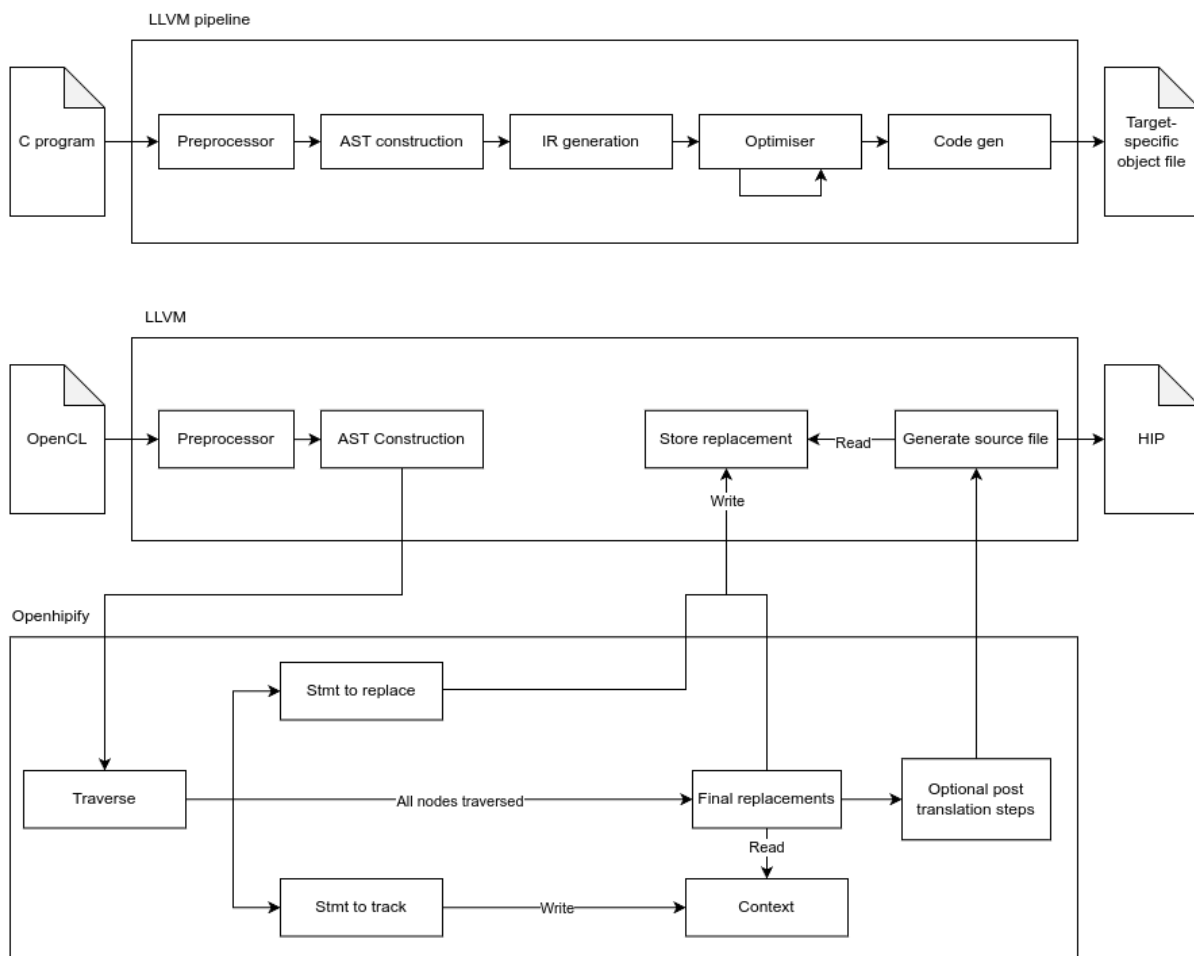 LLVM pipeline
C program
Preprocessor
AST construction
IR generation
Optimiser
Code gen
Target-
specific
object file
LLVM
OpenCL
Preprocessor
AST Construction
Store replacement
Read
Generate source file
HIP
Write
Openhipify
Stmt to replace
Traverse
All nodes traversed
Final replacements
Optional post
translation steps
Read
Stmt to track
Write
Context